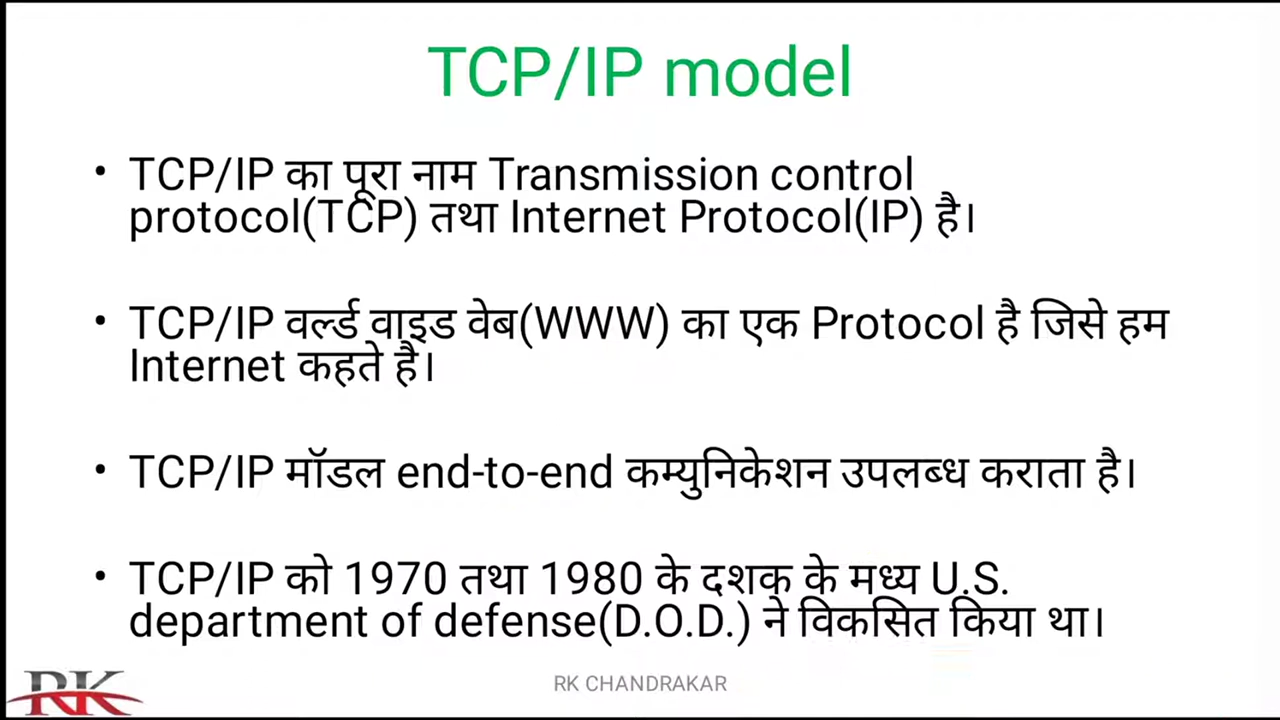 TCP/IP model
• TCP/IP का पूरा नाम Transmission control
protocol(TCP) तथा Internet Protocol(IP) है।
• TCP/IP वर्ल्ड वाइड वेब(WWW) का एक Protocol है जिसे हम
Internet कहते है।
• TCP/IP मॉडल end-to-end कम्युनिकेशन उपलब्ध कराता है।
• TCP/IP को 1970 तथा 1980 के दशक के मध्य U.S.
department of defense(D.O.D.) ने विकसित किया था।
RK
RK CHANDRAKAR